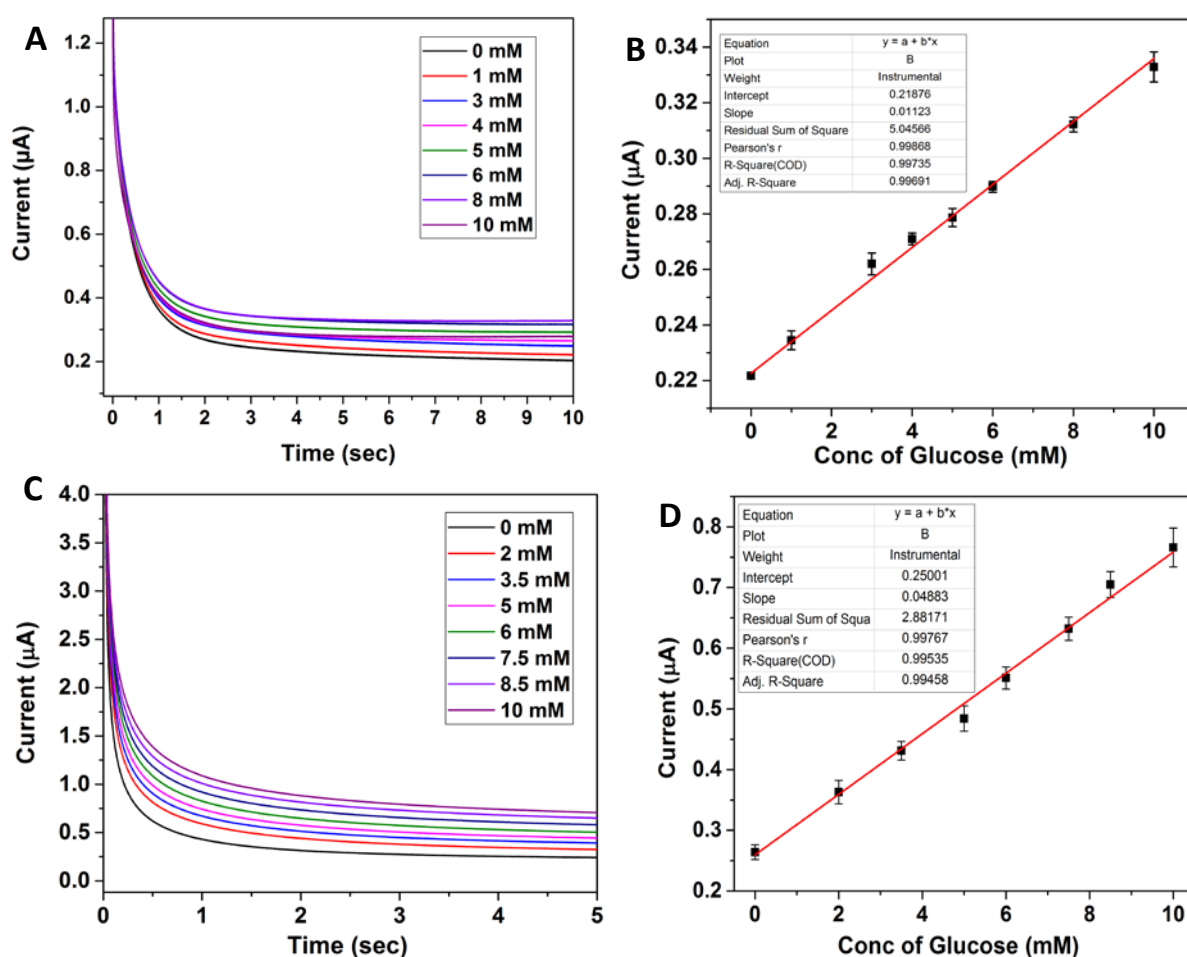 A
Current (μA)
1.2
1.0
0.8
0.6
0.4
0.2
0 mM
1 mM
3 mM
4 mM
5 mM
6 mM
8 mM
10 mM
0 1 2 3 4 5 6 7 8 9 10
Time (sec)
B
Current (μA)
0.34
0.32
0.30
0.28
0.26
0.24
0.22
Equation y = a + b*x
Plot B
Weight Instrumental
Intercept 0.21876
Slope 0.01123
Residual Sum of Square 5.04566
Pearson's r 0.99868
R-Square(COD) 0.99735
Adj. R-Square 0.99691
0 2 4 6 8 10
Conc of Glucose (mM)
C
Current (μA)
4.0
3.5
3.0
2.5
2.0
1.5
1.0
0.5
0.0
0 mM
2 mM
3.5 mM
5 mM
6 mM
7.5 mM
8.5 mM
10 mM
0 1 2 3 4 5
Time (sec)
D
Current (μA)
0.8
0.7
0.6
0.5
0.4
0.3
0.2
Equation y = a + b*x
Plot B
Weight Instrumental
Intercept 0.25001
Slope 0.04883
Residual Sum of Squa 2.88171
Pearson's r 0.99767
R-Square(COD) 0.99535
Adj. R-Square 0.99458
0 2 4 6 8 10
Conc of Glucose (mM)